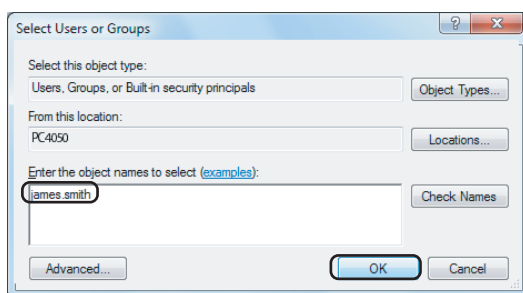 Select Users or Groups
Select this object type:
Users, Groups, or Built-in security principals
Object Types...
From this location:
PC4050
Locations...
Enter the object names to select (examples):
james.smith
Check Names
Advanced...
OK
Cancel